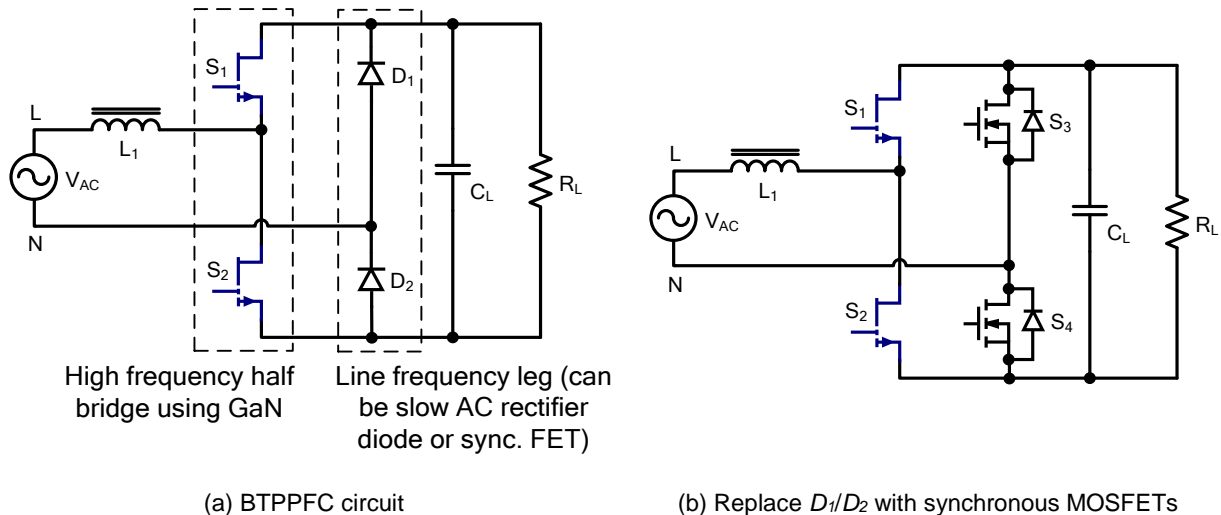 S1
D1
L
L1
VAC
CL
RL
N
S2
D2
High frequency half
bridge using GaN
Line frequency leg (can
be slow AC rectifier
diode or sync. FET)
(a) BTPPFC circuit
S1
S3
L
L1
VAC
CL
RL
N
S2
S4
(b) Replace D1/D2 with synchronous MOSFETs